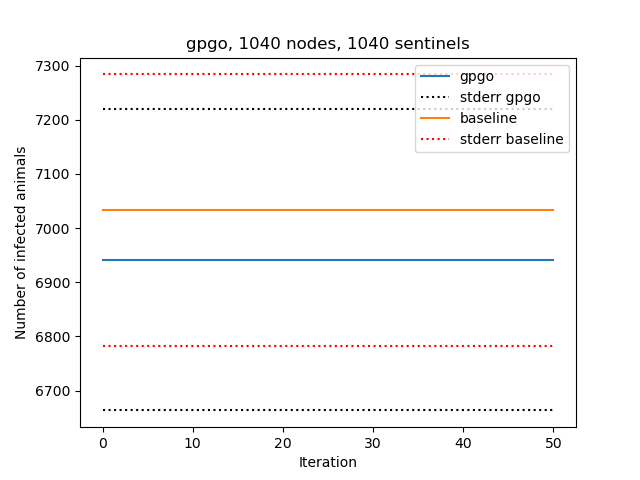 gpgo, 1040 nodes, 1040 sentinels
7300
7200
7100
7000
6900
6800
6700
Number of infected animals
gpgo
stderr gpgo
baseline
stderr baseline
0 10 20 30 40 50
Iteration